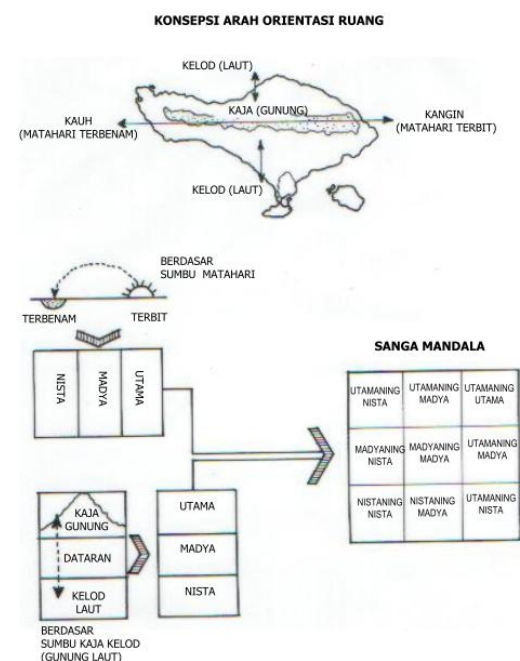 KONSEPSI ARAH ORIENTASI RUANG
KELOD (LAUT)
KAJA (GUNUNG)
KAUH
(MATAHARI TERBENAM)
KANGIN
(MATAHARI TERBIT)
KELOD (LAUT)
BERDASAR
SUMBU MATAHARI
TERBENAM
TERBIT
NISTA
MADYA
UTAMA
SANGA MANDALA
UTAMANING
NISTA
UTAMANING
MADYA
UTAMANING
UTAMA
MADYANING
NISTA
MADYANING
MADYA
UTAMANING
MADYA
NISTANING
NISTA
NISTANING
MADYA
UTAMANING
NISTA
KAJA
GUNUNG
DATARAN
KELOD
LAUT
UTAMA
MADYA
NISTA
BERDASAR
SUMBU KAJA KELOD
(GUNUNG LAUT)